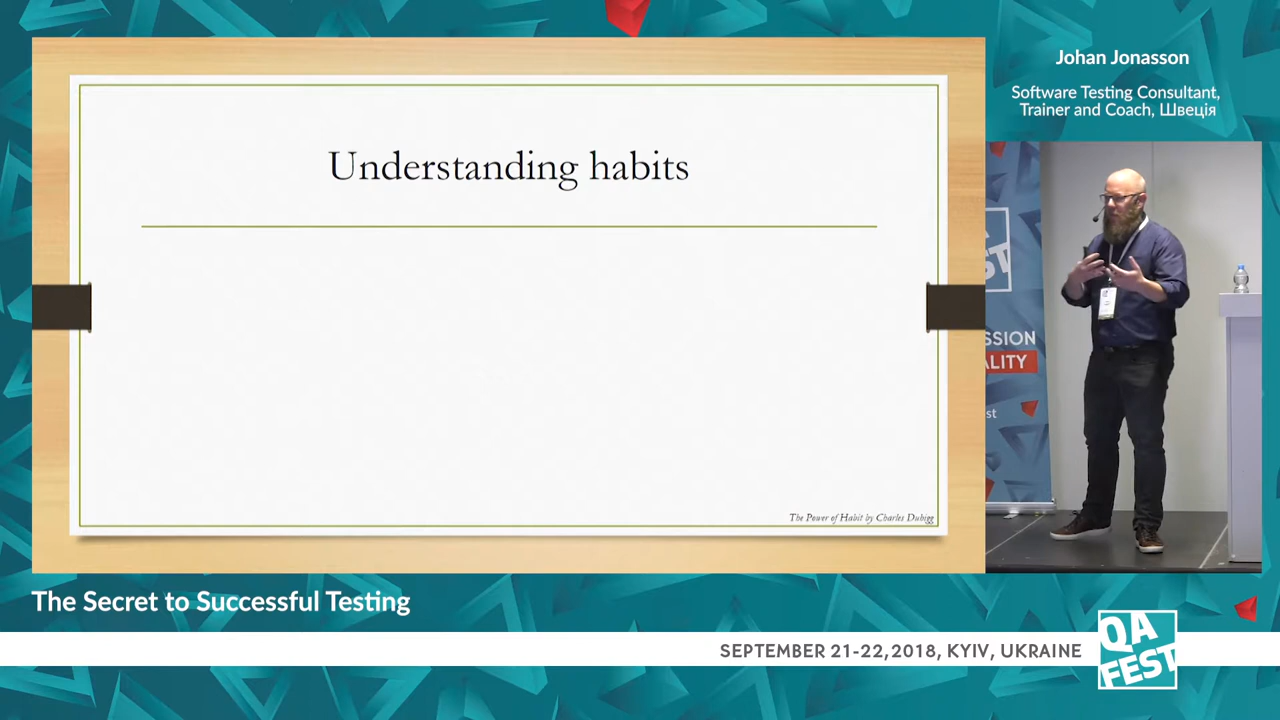 Understanding habits
The Power of Habit by Charles Duhigg
Johan Jonasson
Software Testing Consultant,
Trainer and Coach, Швеція
SSION
ALITY
st
The Secret to Successful Testing
SEPTEMBER 21-22,2018, KYIV, UKRAINE
QA
FEST